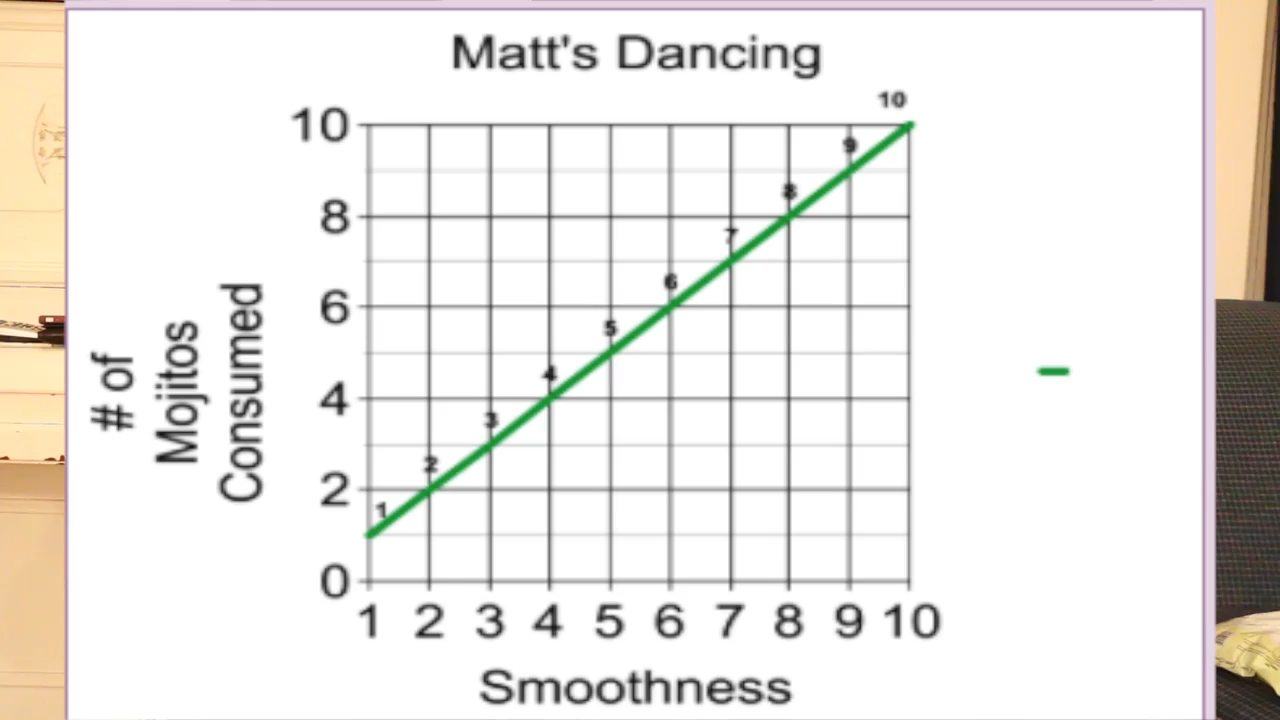 Matt's Dancing
10
8
6
4
2
0
# of
Mojitos
Consumed
1
2
3
4
5
6
7
8
9
10
1 2 3 4 5 6 7 8 9 10
Smoothness